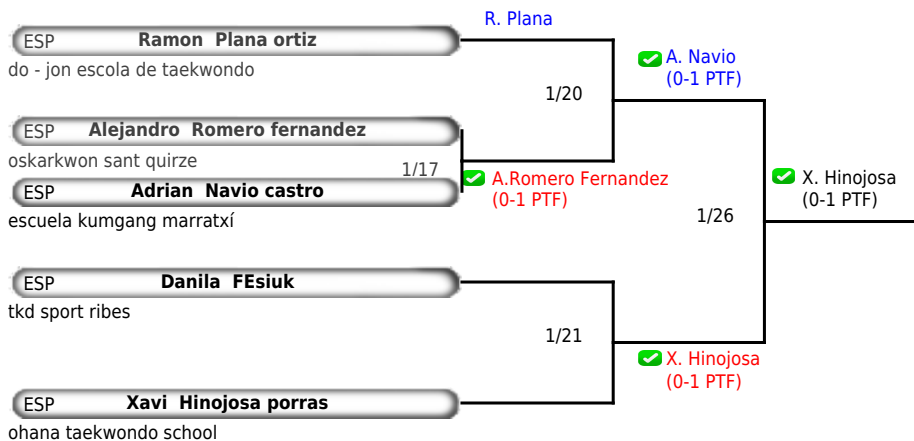 R. Plana
ESP Ramon Plana ortiz
do - jon escola de taekwondo
A. Navio
(0-1 PTF)
1/20
ESP Alejandro Romero fernandez
oskarkwon sant quirze
1/17
A.Romero Fernandez
(0-1 PTF)
X. Hinojosa
(0-1 PTF)
ESP Adrian Navio castro
escuela kumgang marratxí
1/26
ESP Danila FEsiuk
tkd sport ribes
1/21
X. Hinojosa
(0-1 PTF)
ESP Xavi Hinojosa porras
ohana taekwondo school